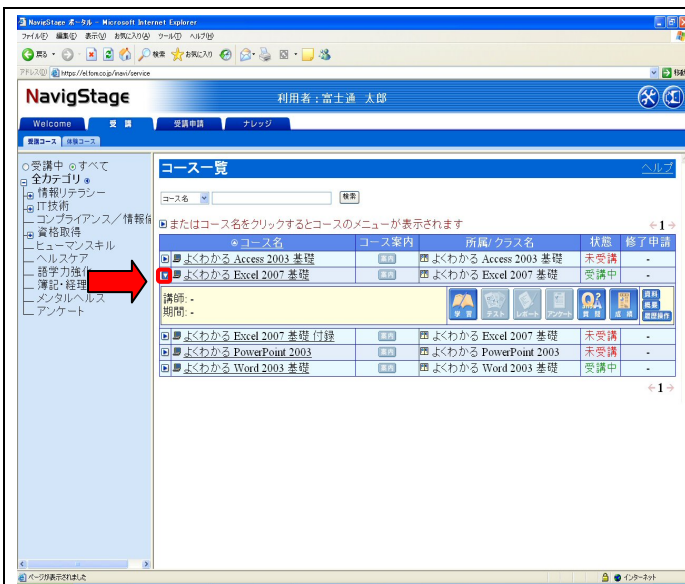 NavigStage ポータル - Microsoft Internet Explorer
ファイル(F) 編集(E) 表示(V) お気に入り(A) ツール(T) ヘルプ(H)
戻る 検索 お気に入り
アドレス(D) https://el.fom.co.jp/inavi/service 移動
NavigStage 利用者：富士通 太郎
Welcome 受 講 受講申請 ナレッジ
受講コース 体験コース
○受講中 ◎すべて
全カテゴリ
情報リテラシー
IT技術
コンプライアンス／情報倫
資格取得
ヒューマンスキル
ヘルスケア
語学力強化
簿記・経理
メンタルヘルス
アンケート
コース一覧 ヘルプ
コース名 検索
またはコース名をクリックするとコースのメニューが表示されます ←1→
コース名 コース案内 所属/クラス名 状態 修了申請
よくわかる Access 2003 基礎 案内 よくわかる Access 2003 基礎 未受講 -
よくわかる Excel 2007 基礎 案内 よくわかる Excel 2007 基礎 受講中 -
講師: -
期間: -
学 習 テスト レポート アンケート 質 問 成 績 資料 概要 履歴操作
よくわかる Excel 2007 基礎 付録 案内 よくわかる Excel 2007 基礎 未受講 -
よくわかる PowerPoint 2003 案内 よくわかる PowerPoint 2003 未受講 -
よくわかる Word 2003 基礎 案内 よくわかる Word 2003 基礎 受講中 -
←1→
ページが表示されました インターネット